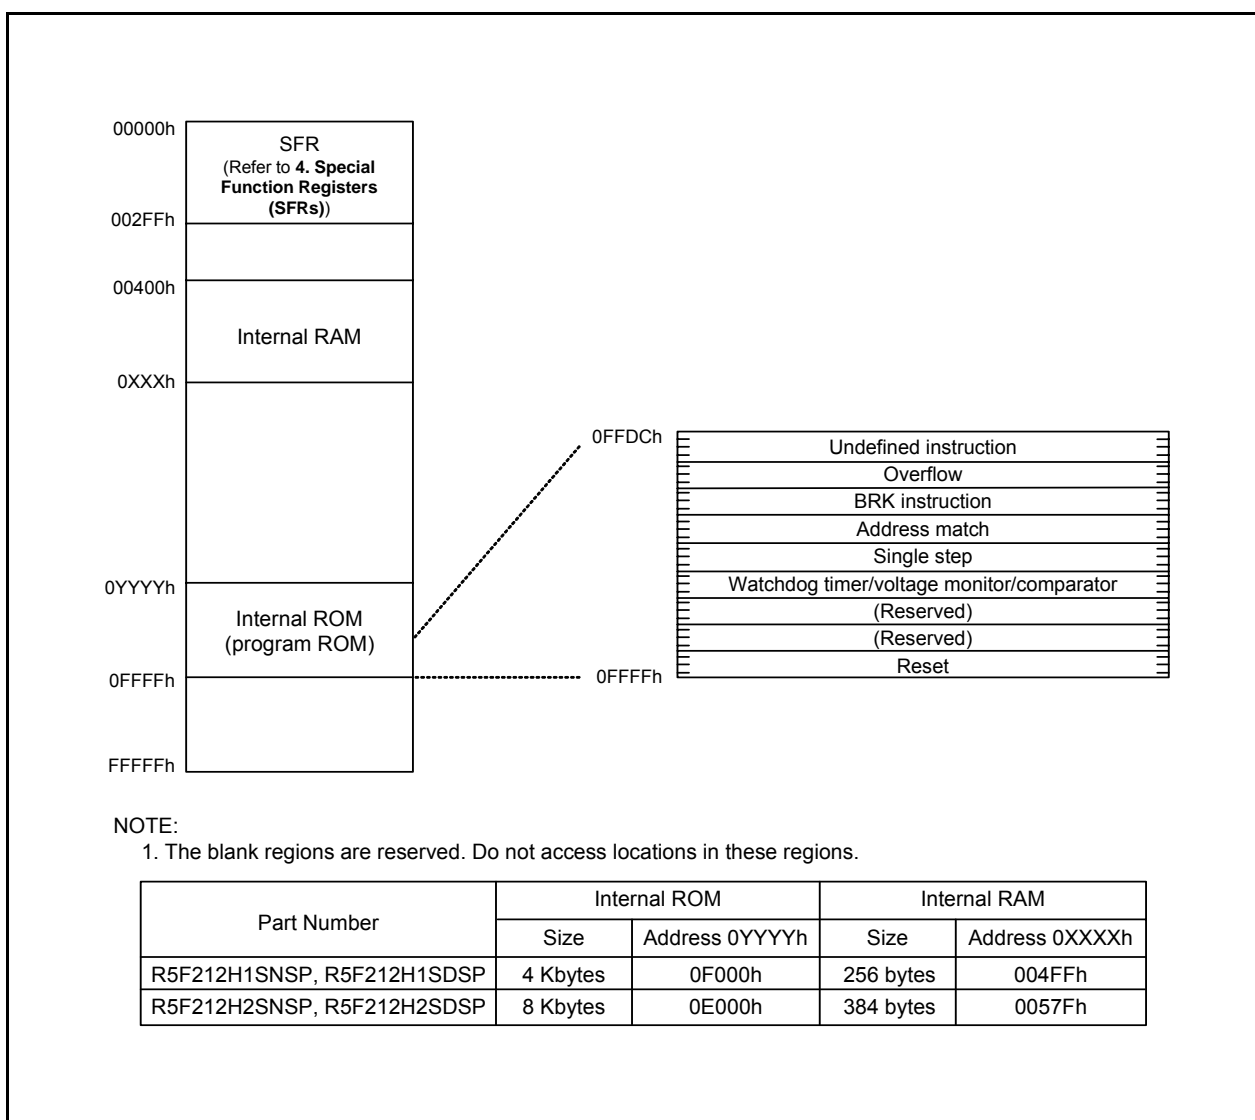 00000h
SFR
(Refer to 4. Special
Function Registers
(SFRs))
002FFh
00400h
Internal RAM
0XXXh
0YYYYh
Internal ROM
(program ROM)
0FFFFh
FFFFFh
0FFDCh
Undefined instruction
Overflow
BRK instruction
Address match
Single step
Watchdog timer/voltage monitor/comparator
(Reserved)
(Reserved)
Reset
0FFFFh
NOTE:
1. The blank regions are reserved. Do not access locations in these regions.
Part Number Internal ROM Internal RAM
Size Address 0YYYYh Size Address 0XXXXh
R5F212H1SNSP, R5F212H1SDSP 4 Kbytes 0F000h 256 bytes 004FFh
R5F212H2SNSP, R5F212H2SDSP 8 Kbytes 0E000h 384 bytes 0057Fh